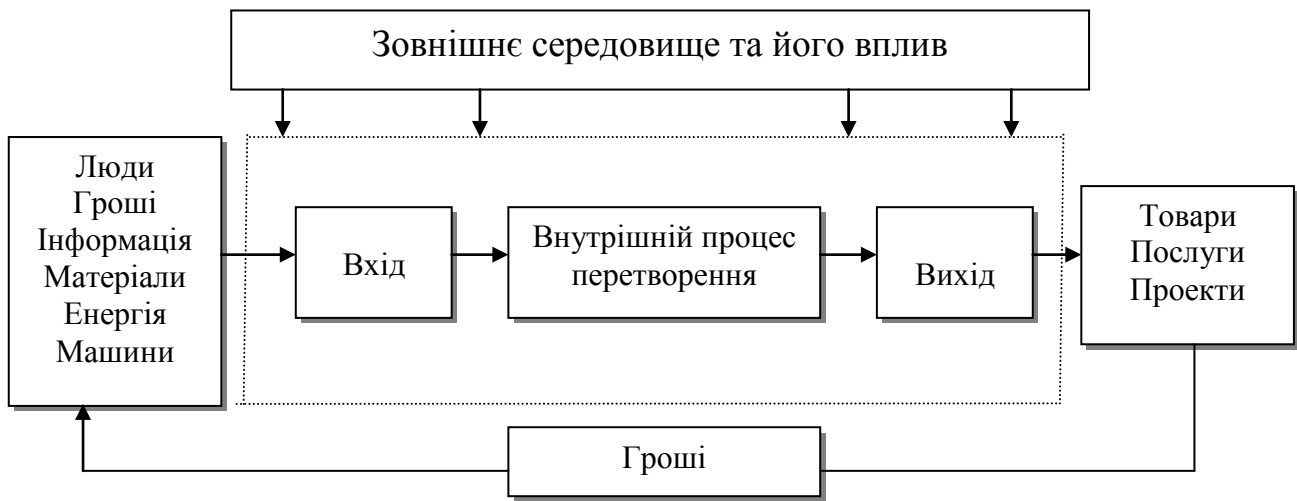 Зовнішнє середовище та його вплив
Люди
Гроші
Інформація
Матеріали
Енергія
Машини
Вхід
Внутрішній процес
перетворення
Вихід
Товари
Послуги
Проекти
Гроші